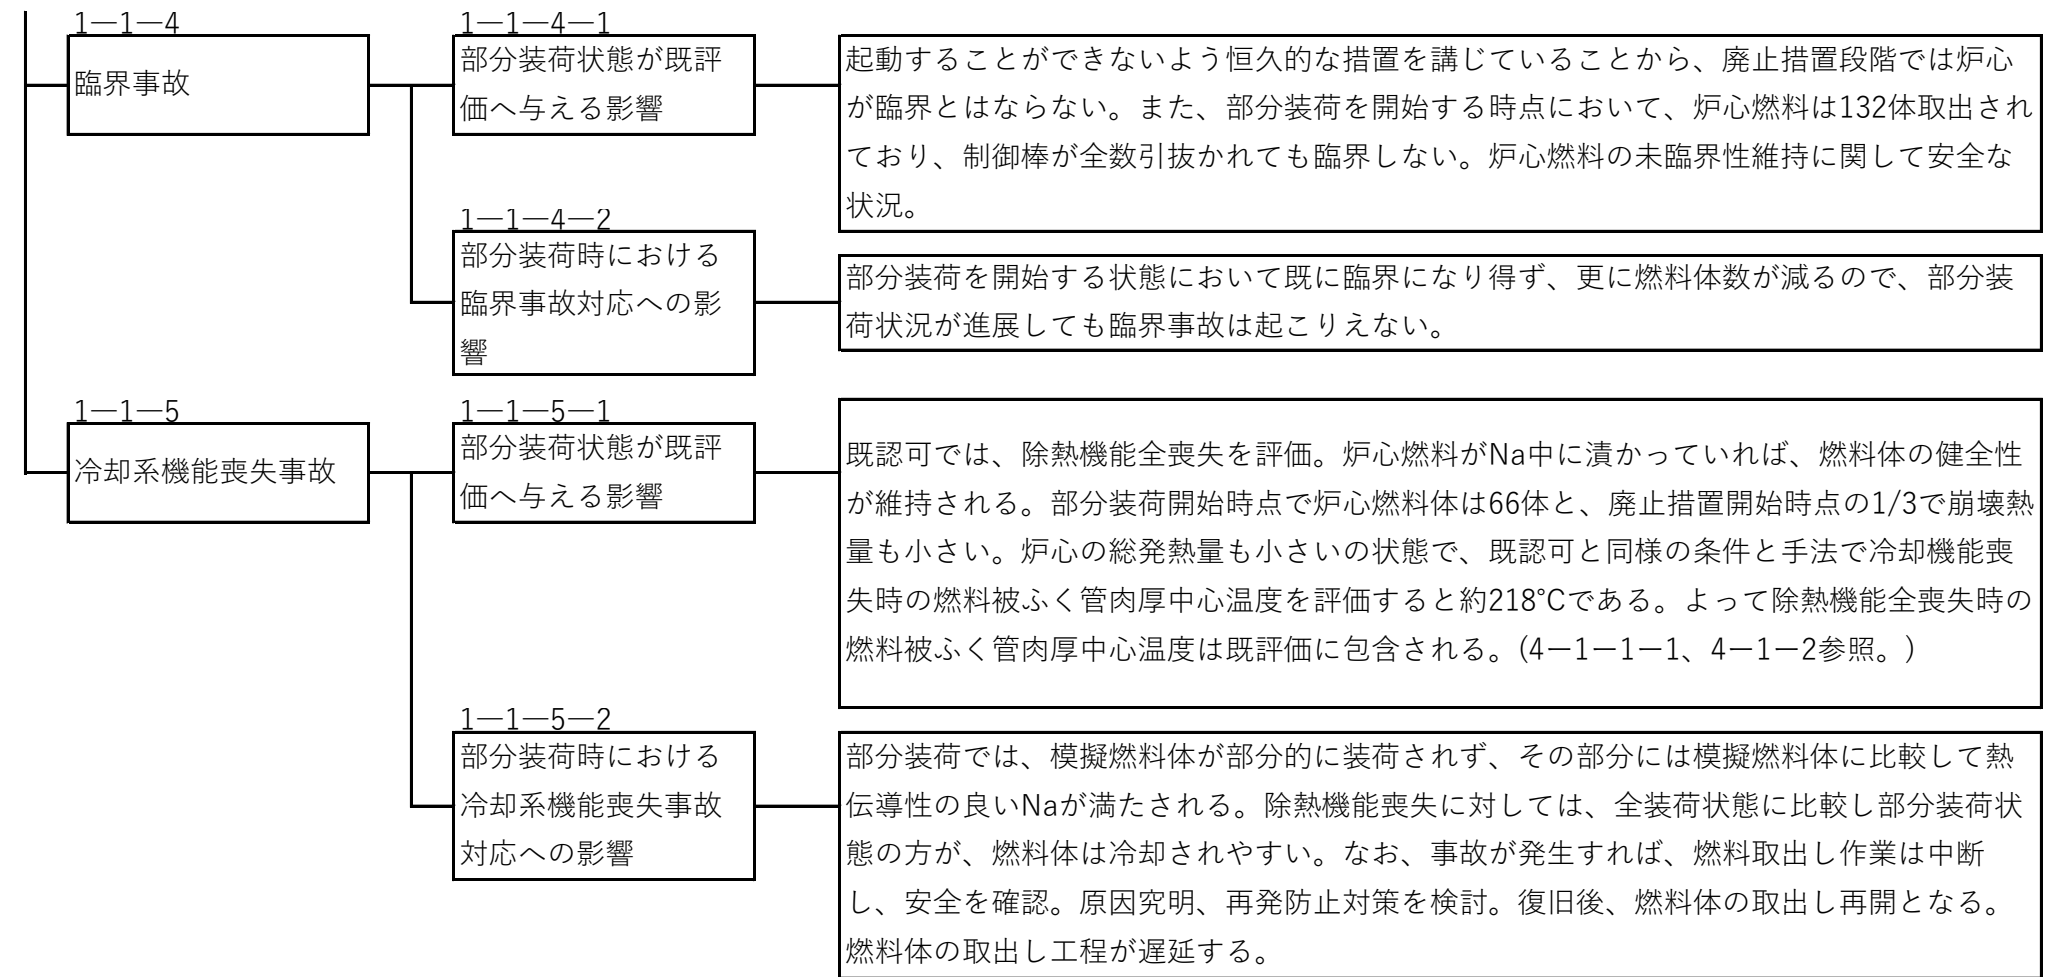 1―1―4
臨界事故
1―1―4―1
部分装荷状態が既評
価へ与える影響
起動することができないよう恒久的な措置を講じていることから、廃止措置段階では炉心
が臨界とはならない。また、部分装荷を開始する時点において、炉心燃料は132体取出され
ており、制御棒が全数引抜かれても臨界しない。炉心燃料の未臨界性維持に関して安全な
状況。
1―1―4―2
部分装荷時における
臨界事故対応への影
響
部分装荷を開始する状態において既に臨界になり得ず、更に燃料体数が減るので、部分装
荷状況が進展しても臨界事故は起こりえない。
1―1―5
冷却系機能喪失事故
1―1―5―1
部分装荷状態が既評
価へ与える影響
既認可では、除熱機能全喪失を評価。炉心燃料がNa中に漬かっていれば、燃料体の健全性
が維持される。部分装荷開始時点で炉心燃料体は66体と、廃止措置開始時点の1/3で崩壊熱
量も小さい。炉心の総発熱量も小さいの状態で、既認可と同様の条件と手法で冷却機能喪
失時の燃料被ふく管肉厚中心温度を評価すると約218℃である。よって除熱機能全喪失時の
燃料被ふく管肉厚中心温度は既評価に包含される。(4ー1ー1ー1、4ー1ー2参照。)
1―1―5―2
部分装荷時における
冷却系機能喪失事故
対応への影響
部分装荷では、模擬燃料体が部分的に装荷されず、その部分には模擬燃料体に比較して熱
伝導性の良いNaが満たされる。除熱機能喪失に対しては、全装荷状態に比較し部分装荷状
態の方が、燃料体は冷却されやすい。なお、事故が発生すれば、燃料取出し作業は中断
し、安全を確認。原因究明、再発防止対策を検討。復旧後、燃料体の取出し再開となる。
燃料体の取出し工程が遅延する。